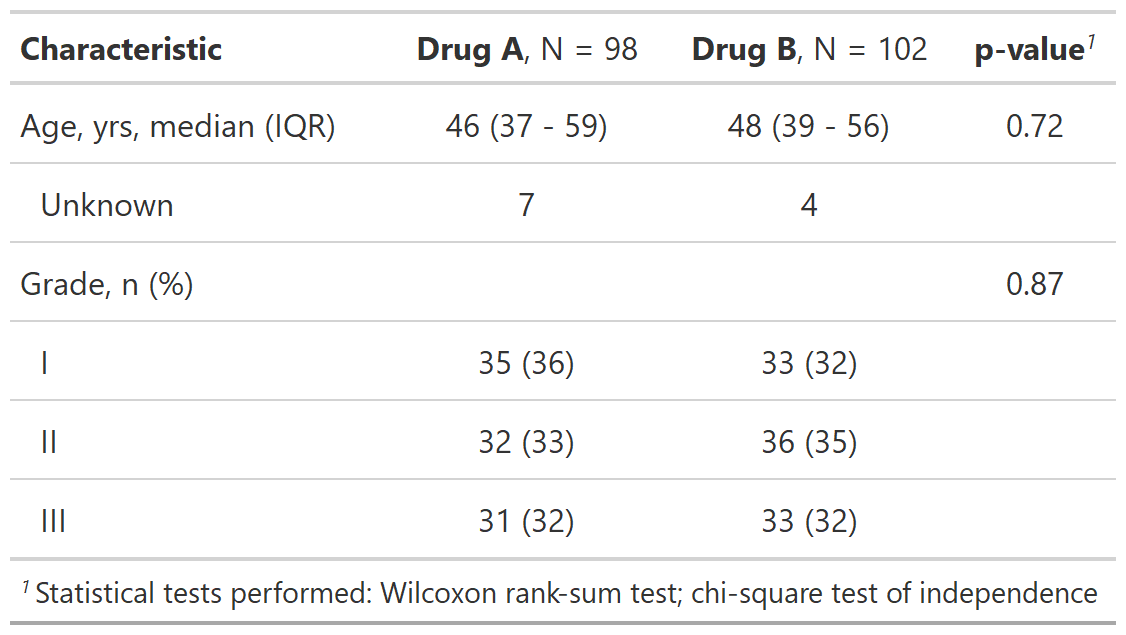 Characteristic Drug A, N = 98 Drug B, N = 102 p-value1
Age, yrs, median (IQR) 46 (37 - 59) 48 (39 - 56) 0.72
Unknown 7 4
Grade, n (%) 0.87
I 35 (36) 33 (32)
II 32 (33) 36 (35)
III 31 (32) 33 (32)
1 Statistical tests performed: Wilcoxon rank-sum test; chi-square test of independence